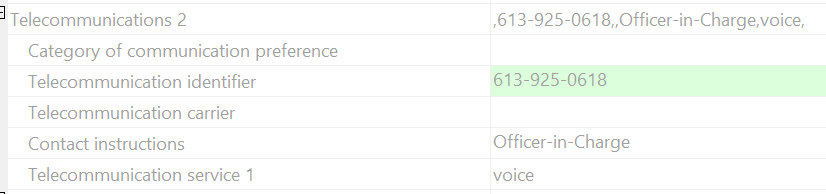 Telecommunications 2 ,613-925-0618,,Officer-in-Charge,voice,
Category of communication preference
Telecommunication identifier 613-925-0618
Telecommunication carrier
Contact instructions Officer-in-Charge
Telecommunication service 1 voice